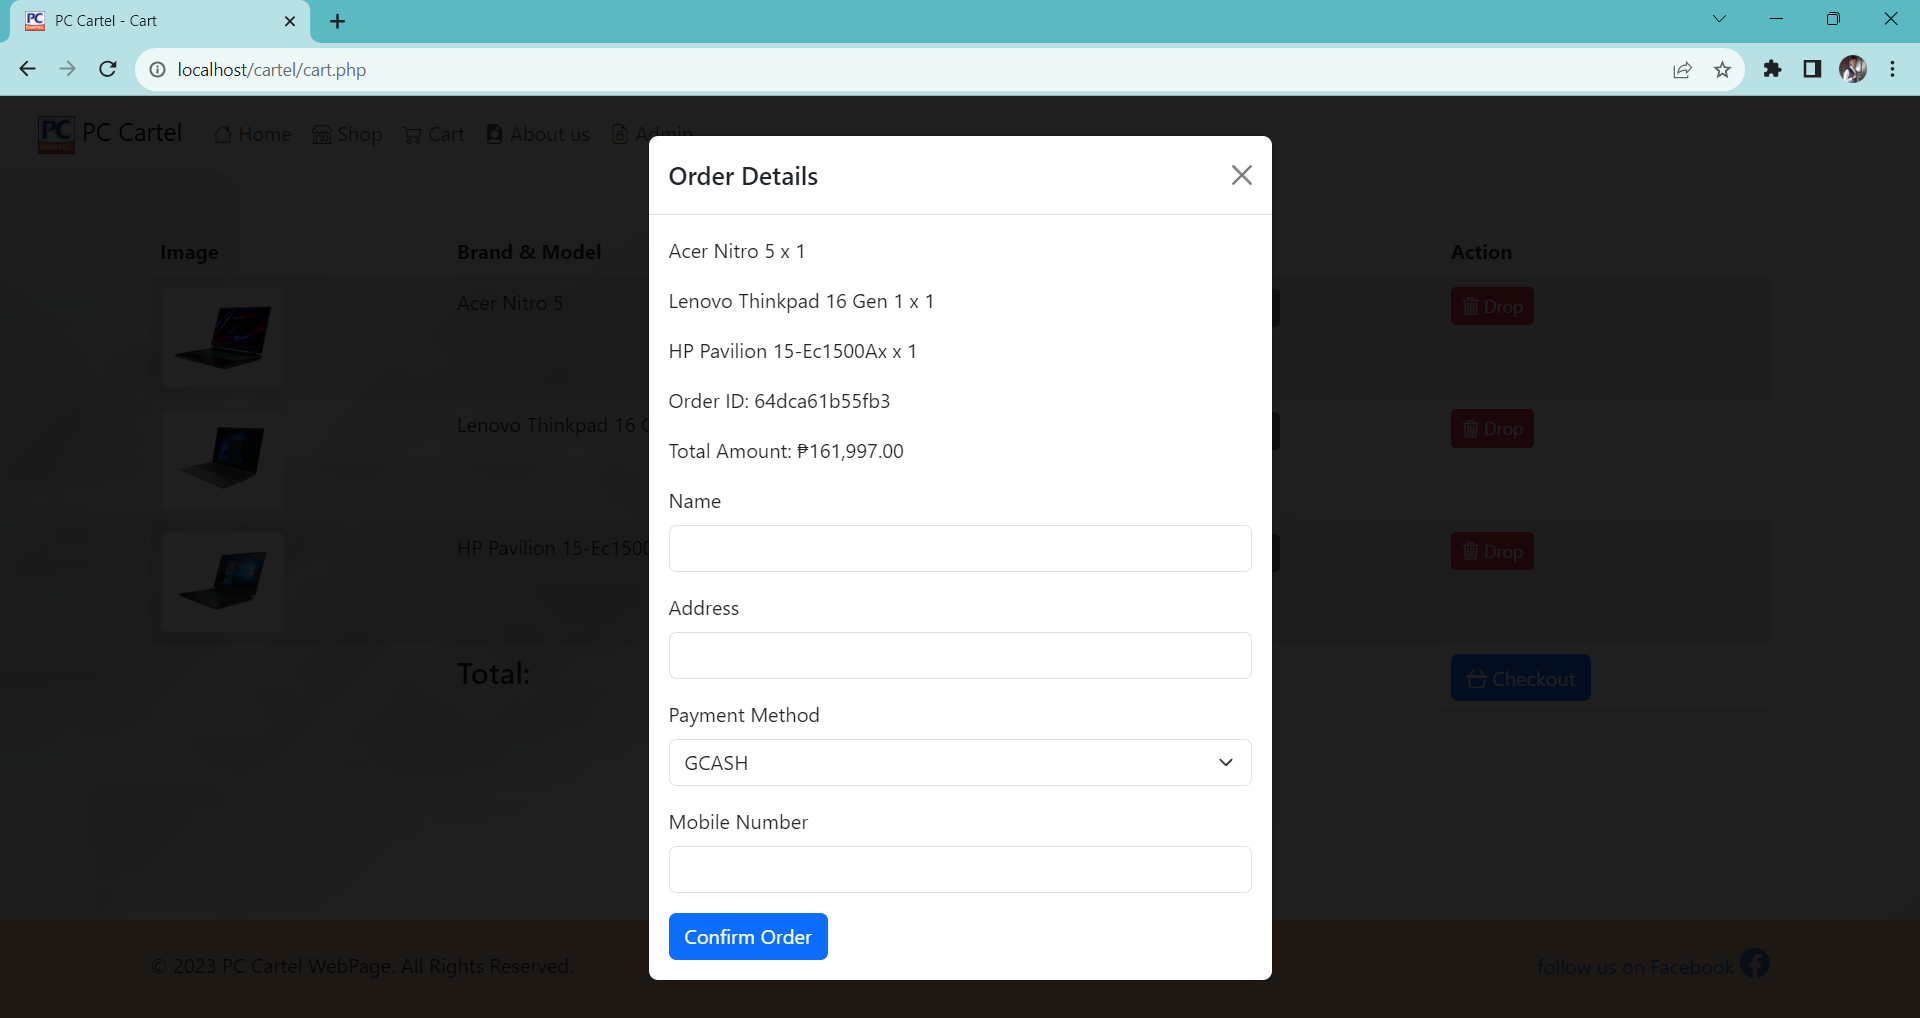 PC Cartel - Cart
localhost/cartel/cart.php
PC CARTEL PC Cartel Home Shop Cart About us Admin
Order Details
Image Brand & Model Action
Acer Nitro 5 x 1
Acer Nitro 5 Drop
Lenovo Thinkpad 16 Gen 1 x 1
HP Pavilion 15-Ec1500Ax x 1
Order ID: 64dca61b55fb3
Lenovo Thinkpad 16 Drop
Total Amount: ₱161,997.00
Name
HP Pavilion 15-Ec1500 Drop
Address
Total: Checkout
Payment Method
GCASH
Mobile Number
Confirm Order
© 2023 PC Cartel WebPage. All Rights Reserved. follow us on Facebook